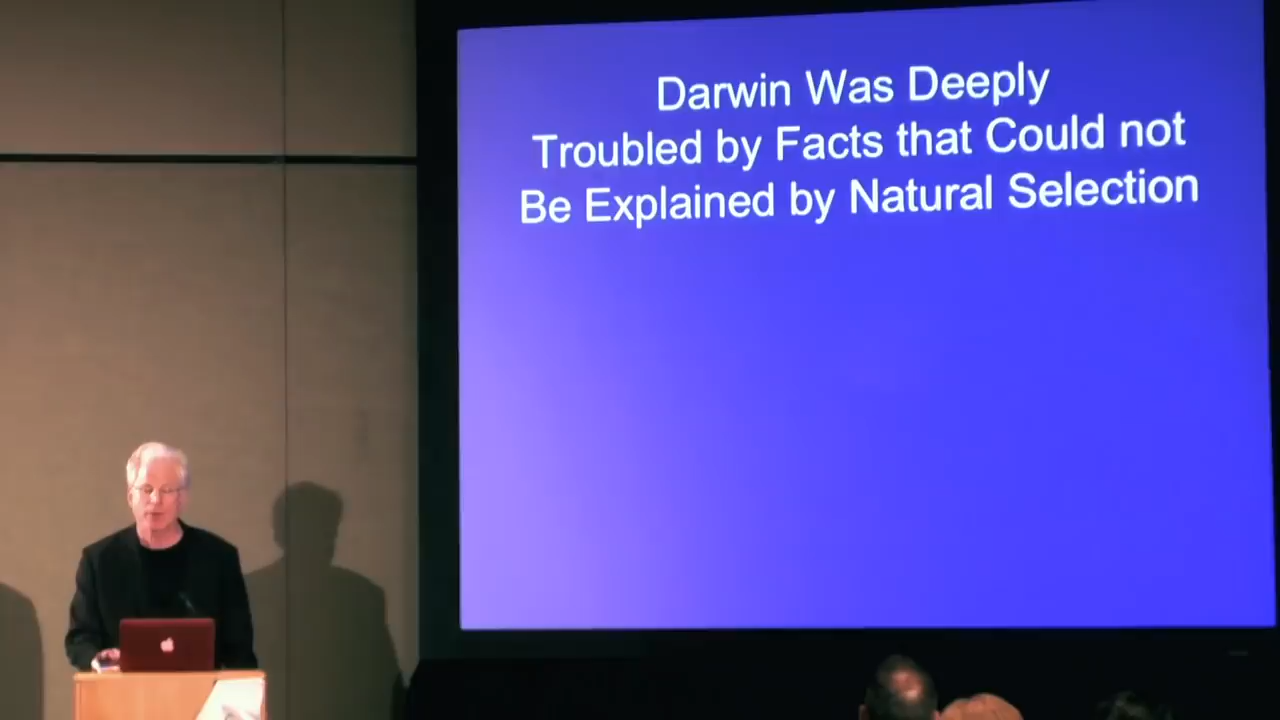 Darwin Was Deeply
Troubled by Facts that Could not
Be Explained by Natural Selection